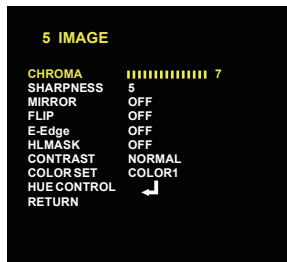 5 IMAGE
CHROMA 7
SHARPNESS 5
MIRROR OFF
FLIP OFF
E-Edge OFF
HLMASK OFF
CONTRAST NORMAL
COLOR SET COLOR1
HUE CONTROL ↲
RETURN